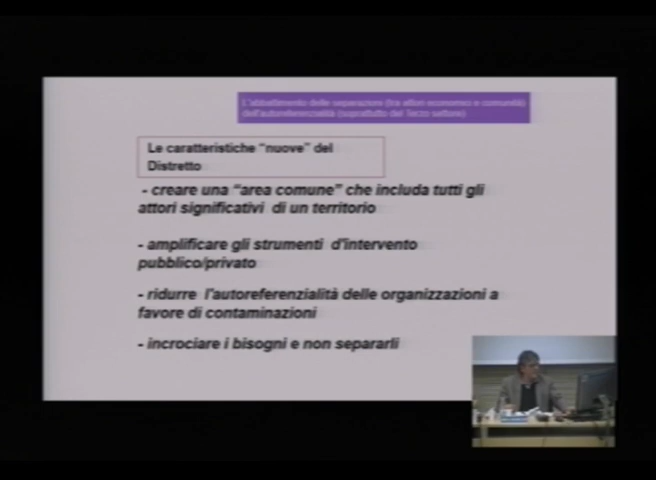 L'abbattimento delle separazioni (tra attori economici e comunità)
dell'autoreferenzialità (soprattutto del Terzo settore)
Le caratteristiche "nuove" del
Distretto
- creare una "area comune" che includa tutti gli
attori significativi di un territorio
- amplificare gli strumenti d'intervento
pubblico/privato
- ridurre l'autoreferenzialità delle organizzazioni a
favore di contaminazioni
- incrociare i bisogni e non separarli